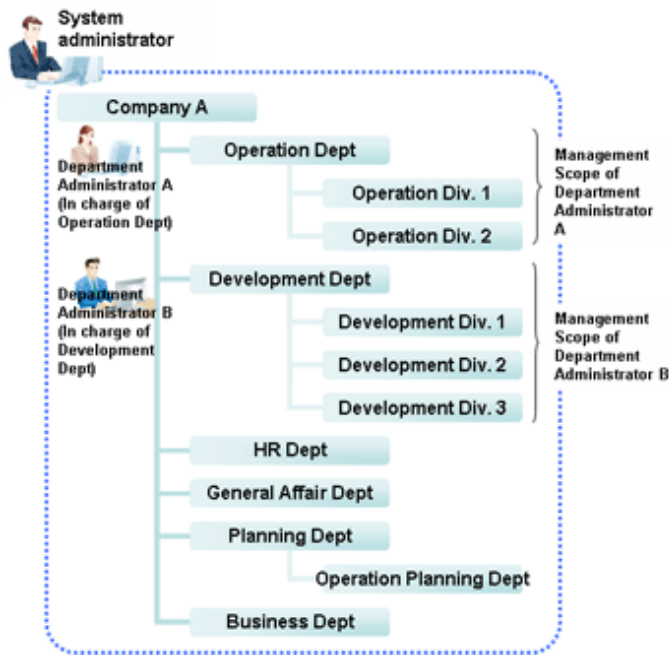 System
administrator
Company A
Operation Dept
Department
Administrator A
(In charge of
Operation Dept)
Operation Div. 1
Operation Div. 2
Management
Scope of
Department
Administrator
A
Development Dept
Department
Administrator B
(In charge of
Development
Dept)
Development Div. 1
Development Div. 2
Development Div. 3
Management
Scope of
Department
Administrator B
HR Dept
General Affair Dept
Planning Dept
Operation Planning Dept
Business Dept